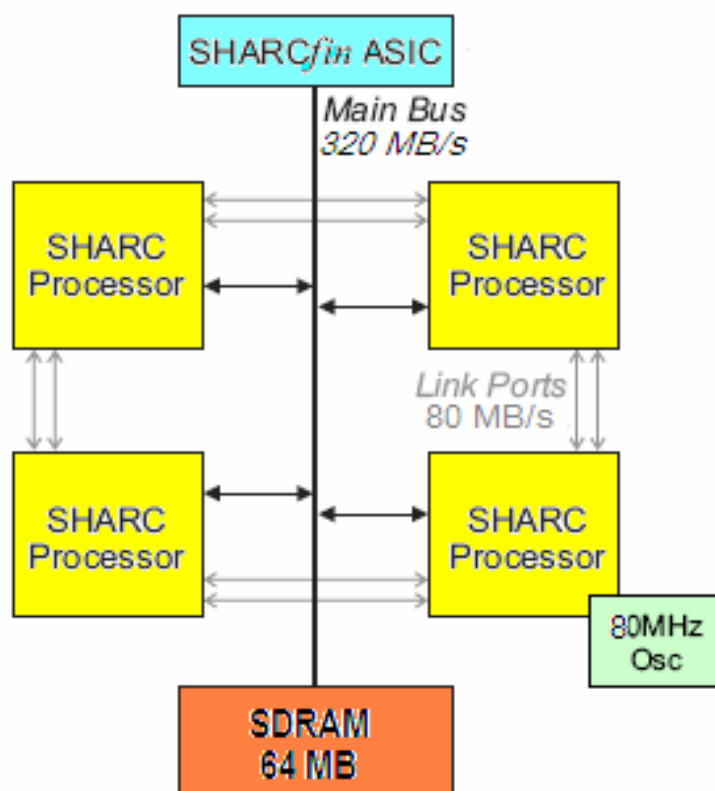 SHARCfin ASIC
Main Bus
320 MB/s
SHARC
Processor
SHARC
Processor
Link Ports
80 MB/s
SHARC
Processor
SHARC
Processor
80MHz
Osc
SDRAM
64 MB